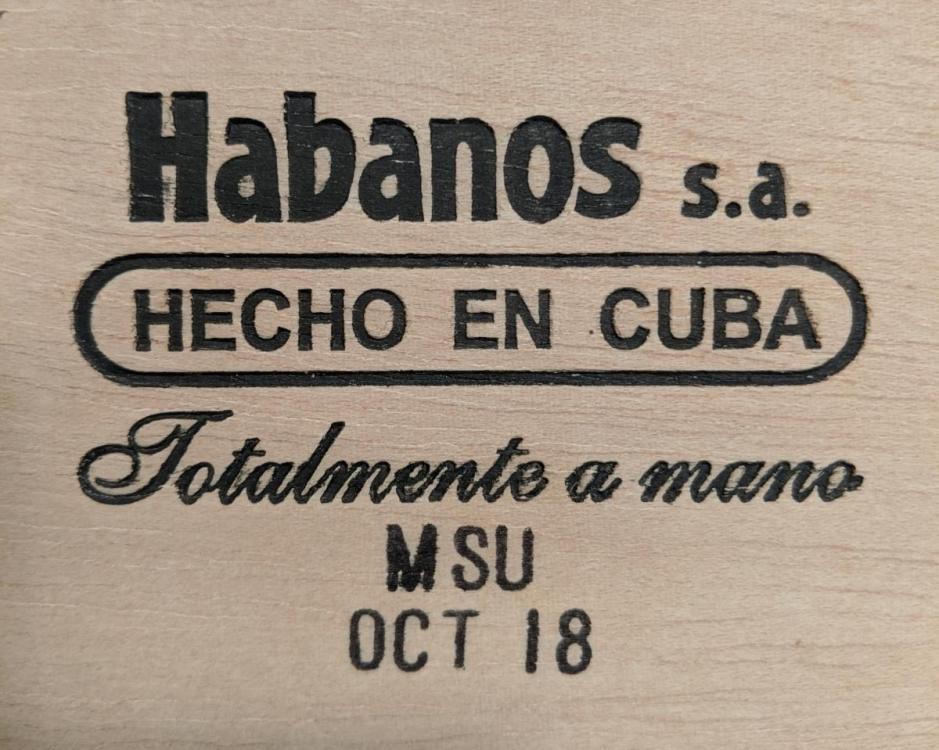 Habanos s.a.
HECHO EN CUBA
Totalmente a mano
MSU
OCT 18